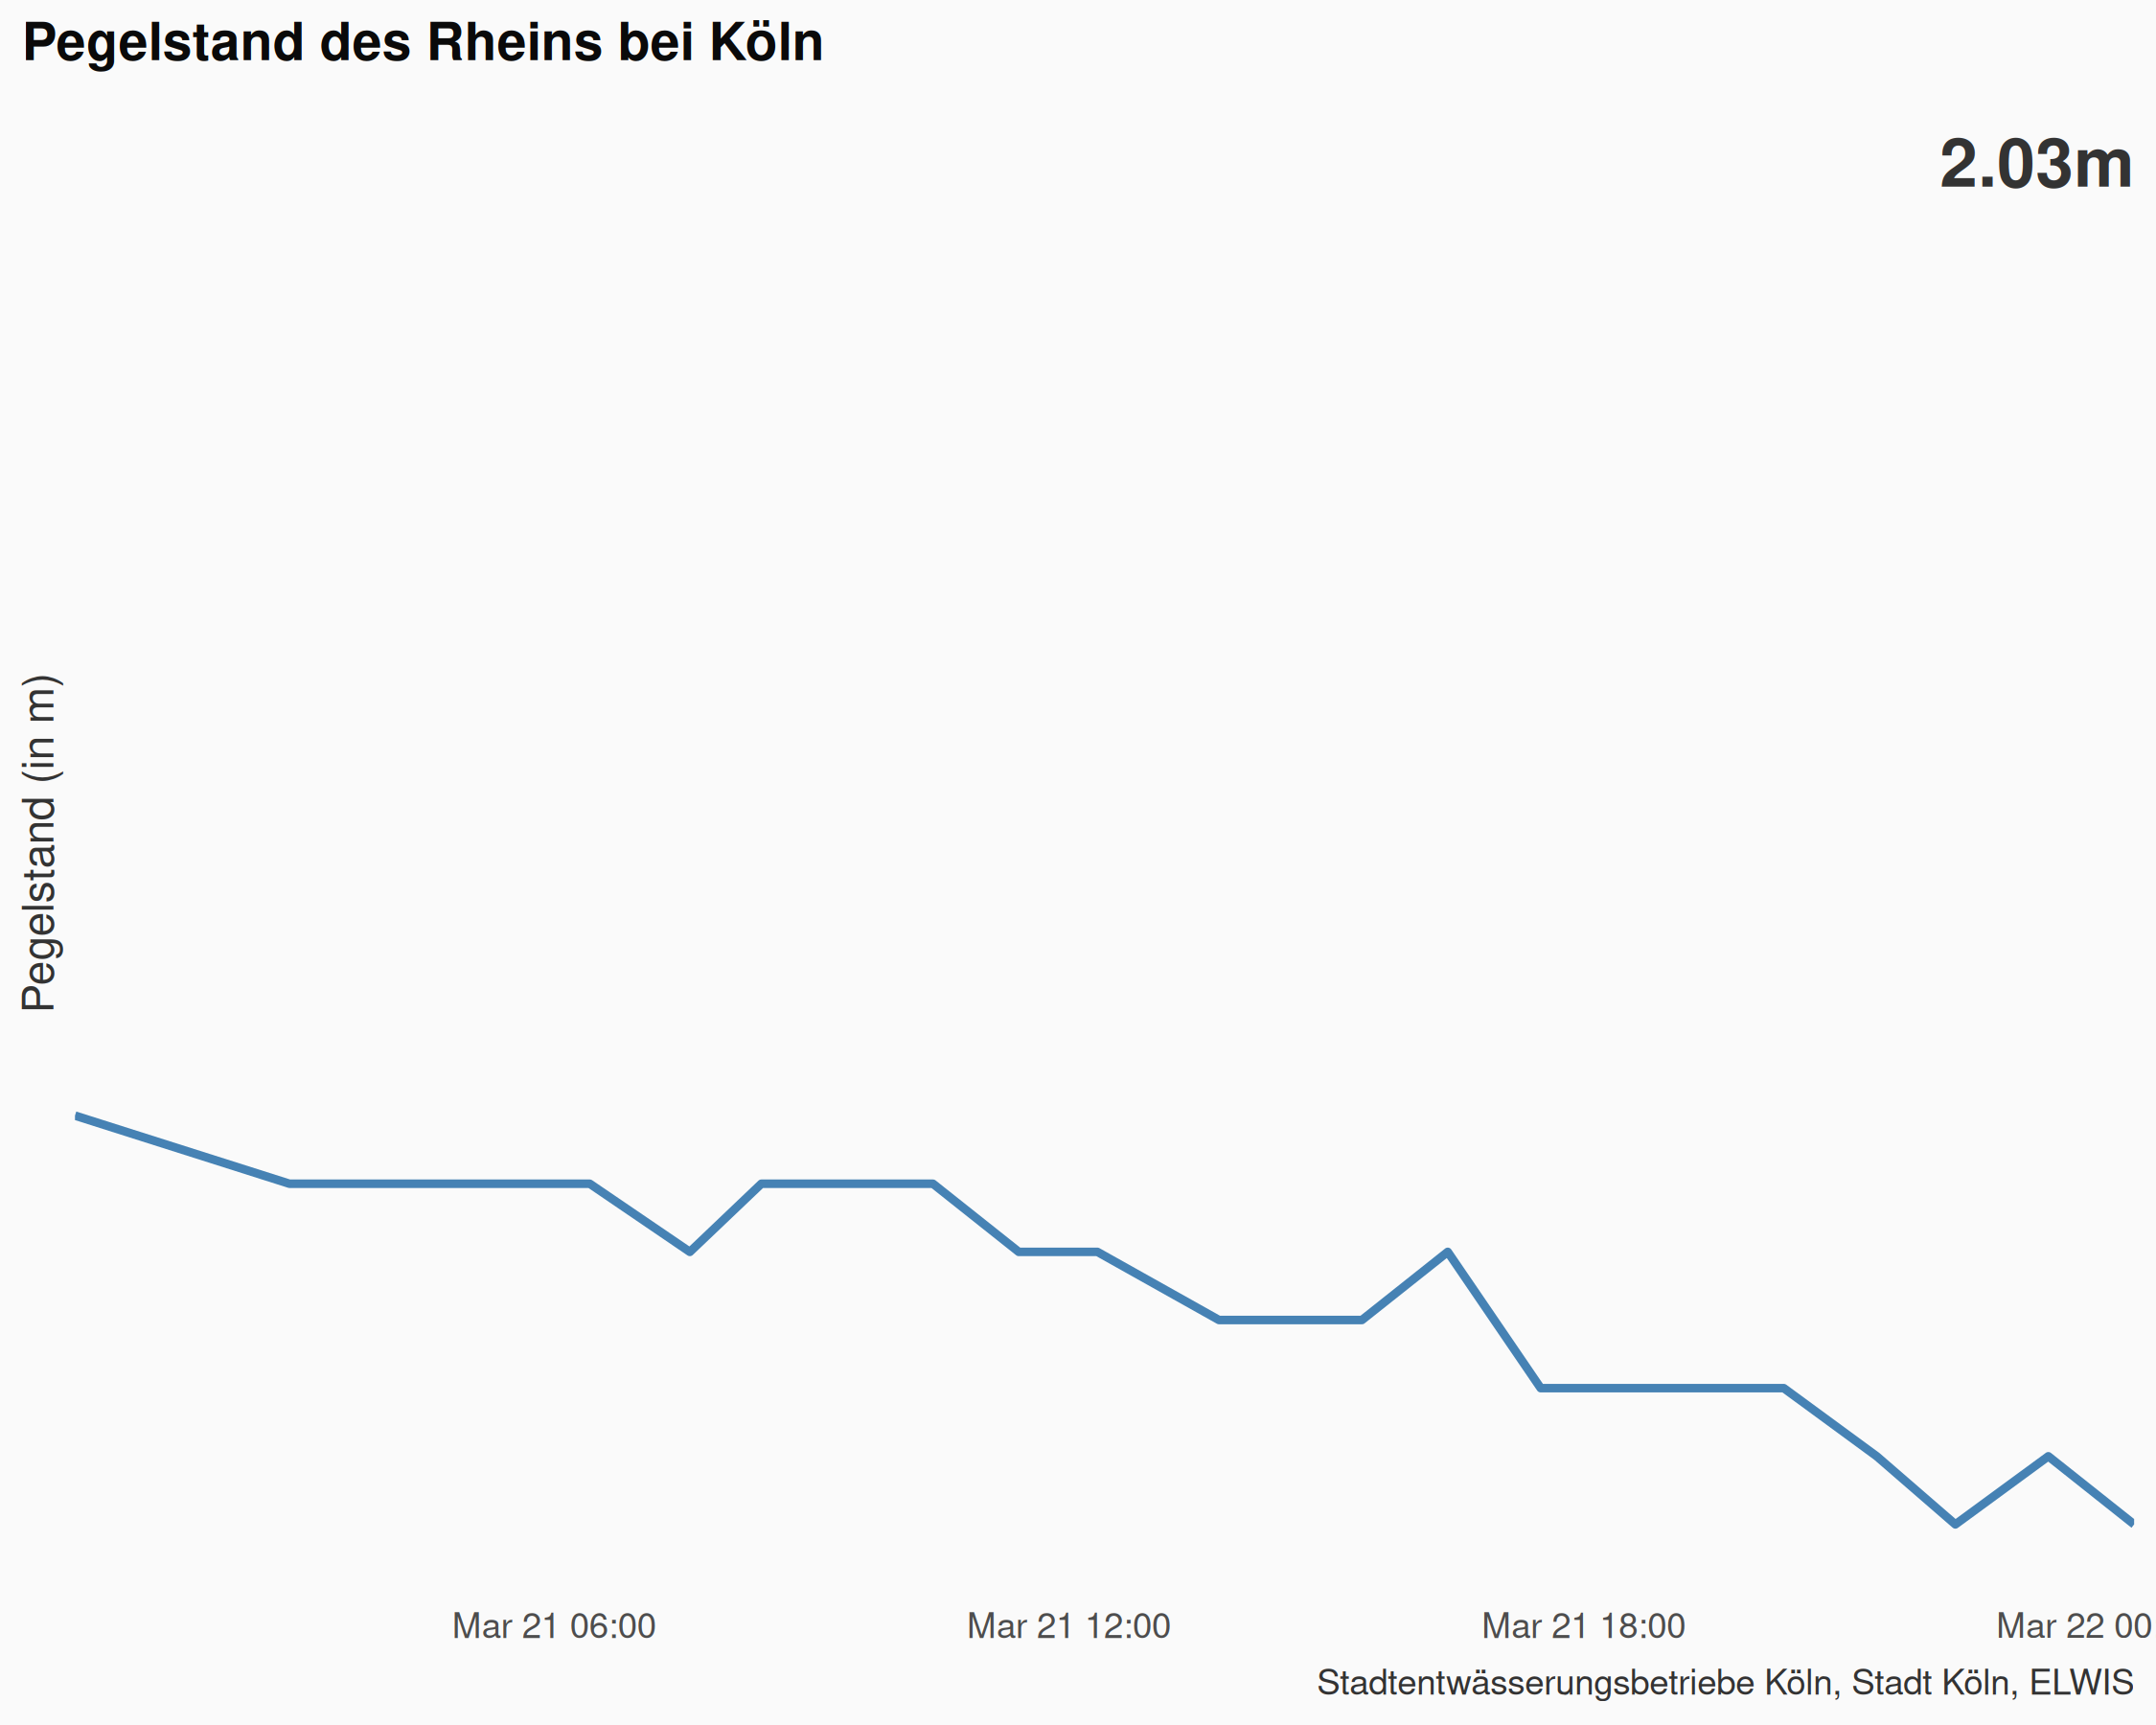 Pegelstand des Rheins bei Köln
2.03m
Pegelstand (in m)
Mar 21 06:00
Mar 21 12:00
Mar 21 18:00
Mar 22 00
Stadtentwässerungsbetriebe Köln, Stadt Köln, ELWIS